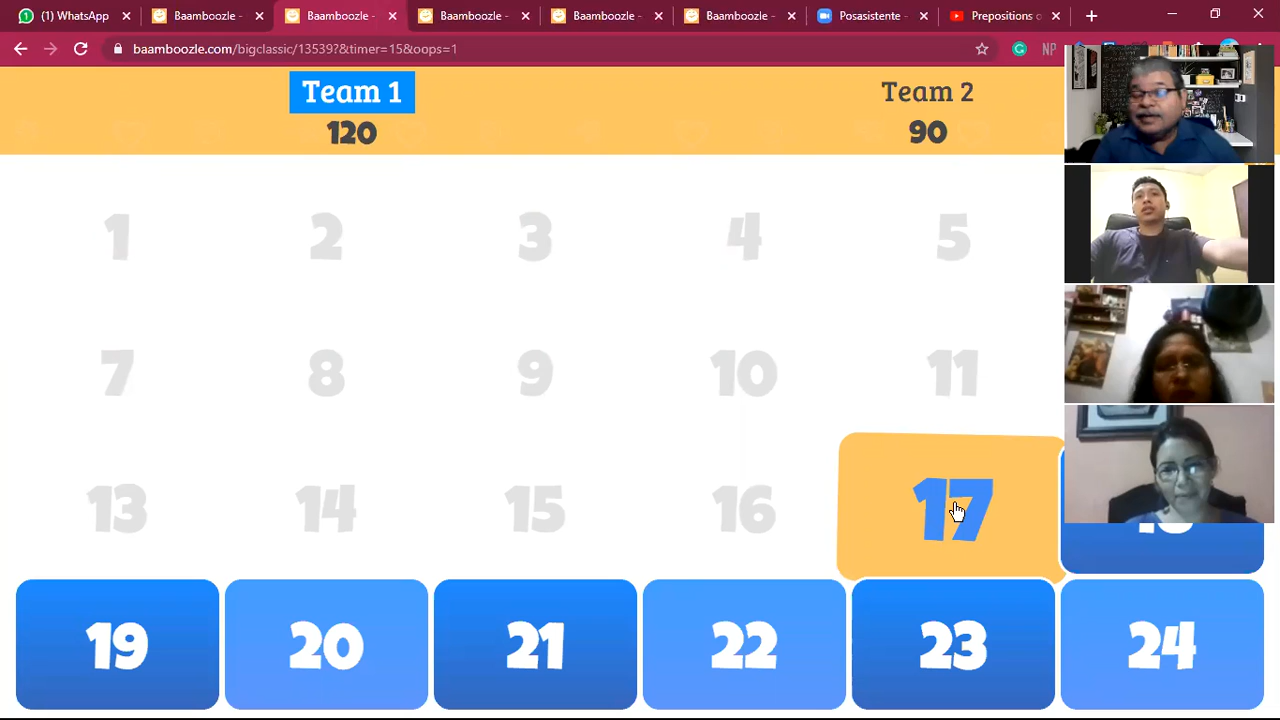 (1) WhatsApp
Baamboozle -
Baamboozle -
Baamboozle -
Baamboozle -
Baamboozle -
Posasistente -
Prepositions o
baamboozle.com/bigclassic/13539?&timer=15&oops=1
NP
Team 1
120
Team 2
90
1 2 3 4 5
7 8 9 10 11
13 14 15 16 17
19 20 21 22 23 24